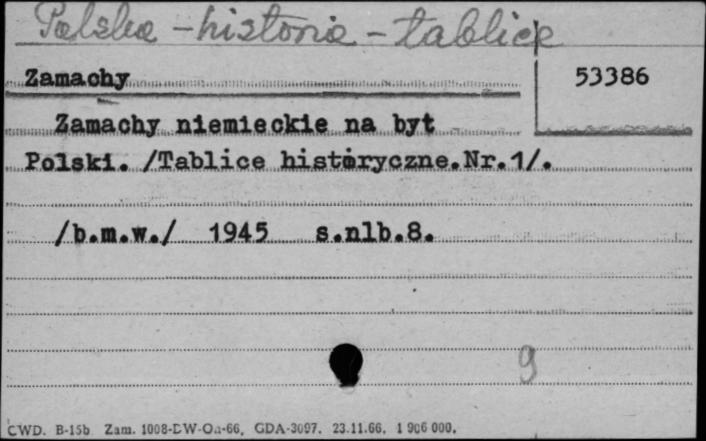 Polska - historia - tablice
Zamachy
53386
Zamachy niemieckie na byt
Polski. /Tablice historyczne.Nr.1/.
/b.m.w./ 1945 s.nlb.8.
9
CWD. B-15b Zam. 1008-DW-Oa-66, GDA-3097. 23.11.66. 1 906 000.